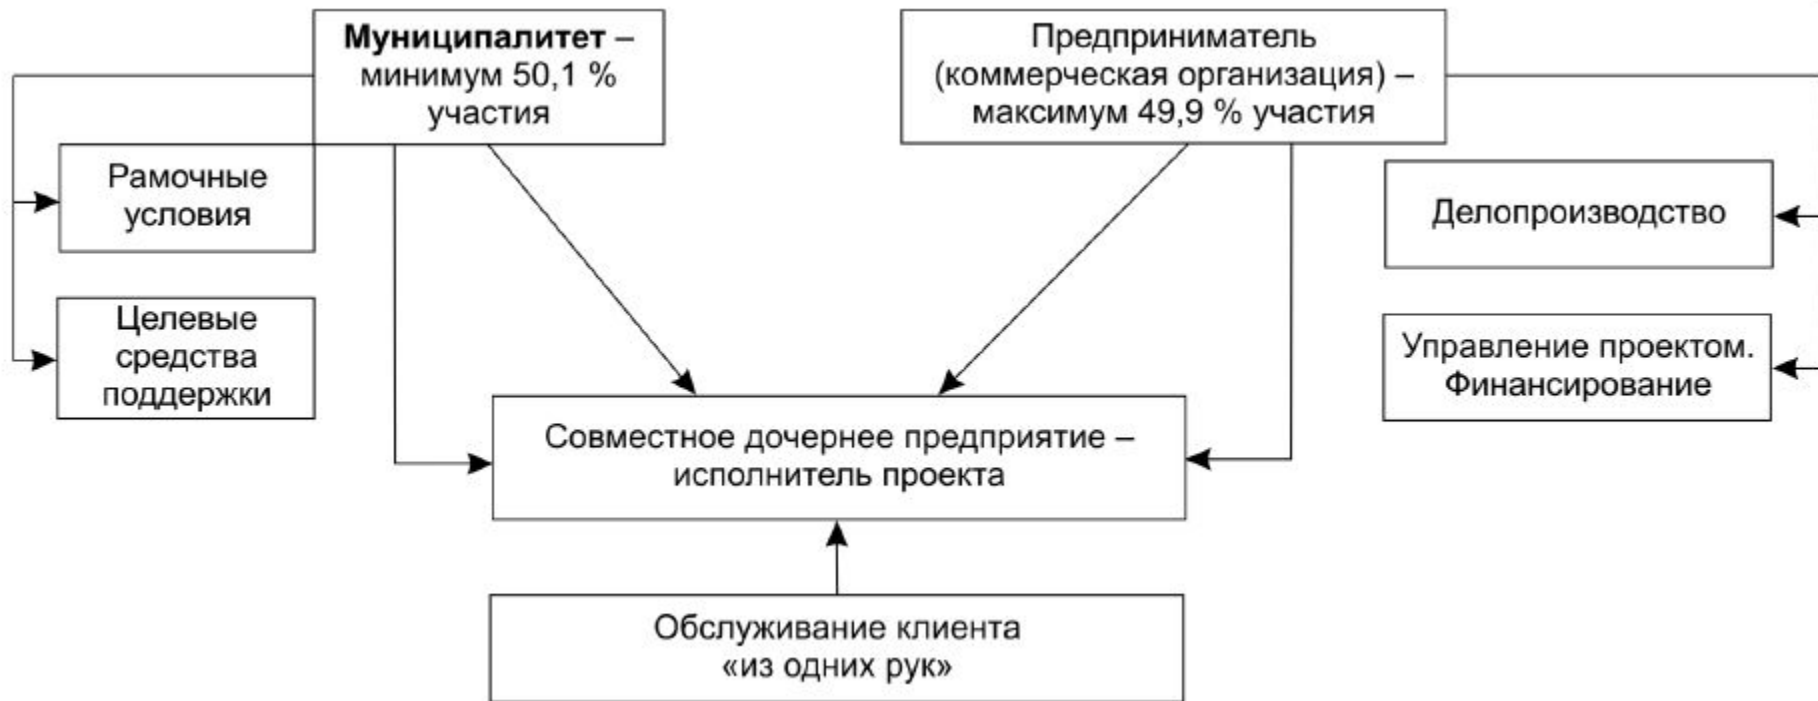 Муниципалитет –
минимум 50,1 %
участия
Предприниматель
(коммерческая организация) –
максимум 49,9 % участия
Рамочные
условия
Делопроизводство
Целевые
средства
поддержки
Управление проектом.
Финансирование
Совместное дочернее предприятие –
исполнитель проекта
Обслуживание клиента
«из одних рук»